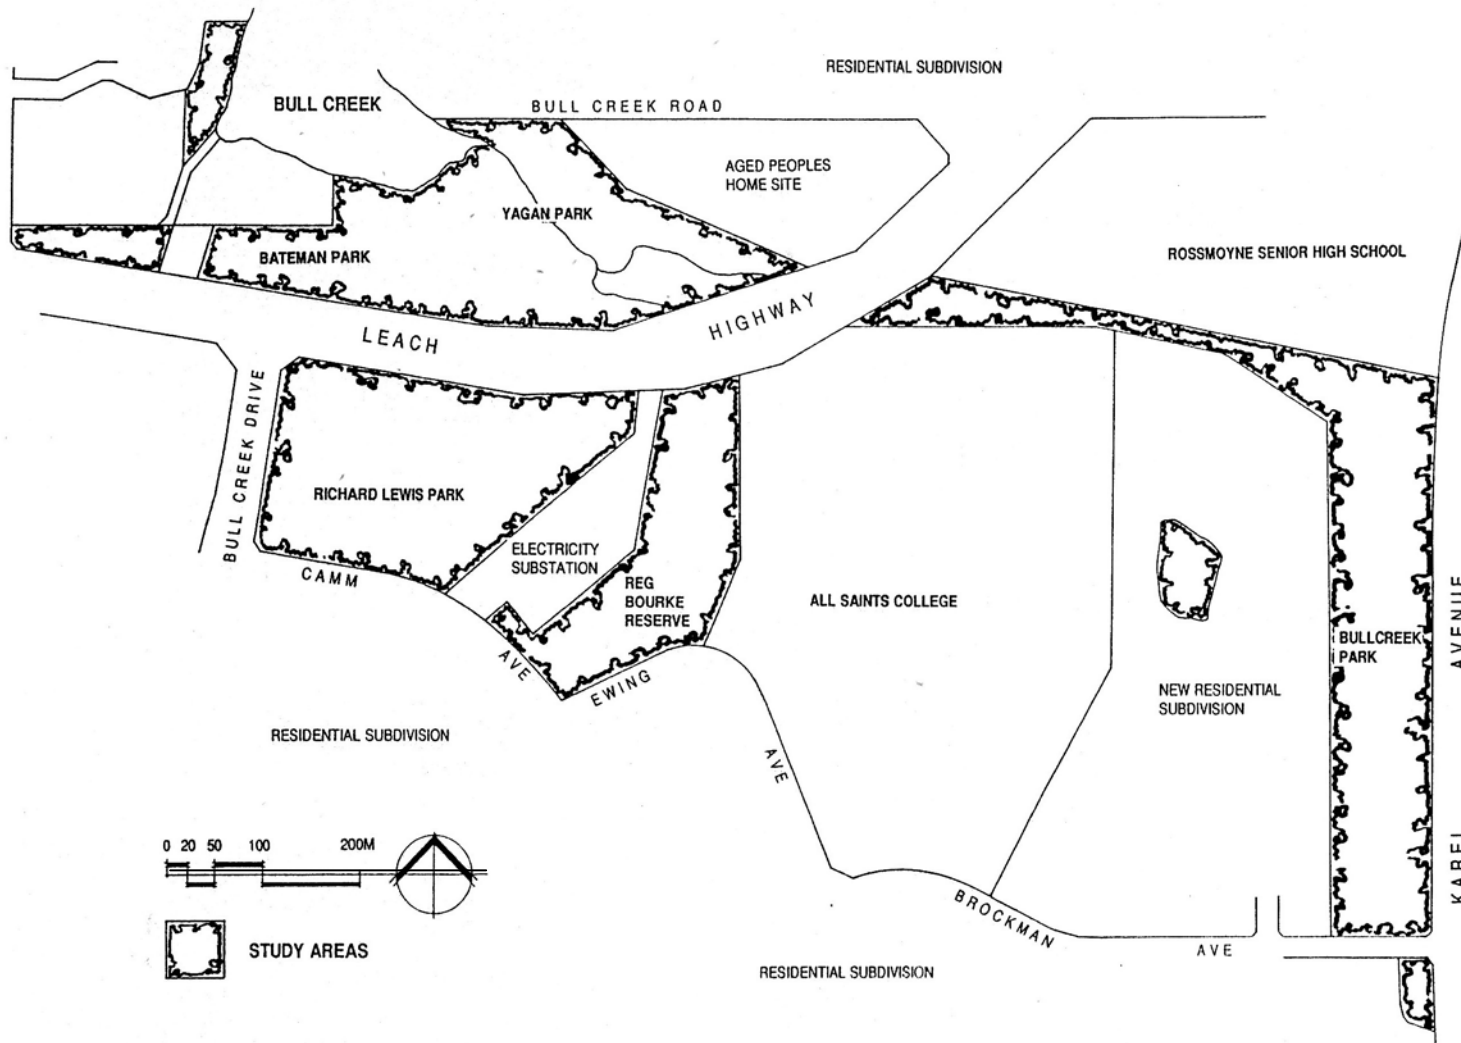 RESIDENTIAL SUBDIVISION
BULL CREEK
BULL CREEK ROAD
AGED PEOPLES
HOME SITE
YAGAN PARK
BATEMAN PARK
ROSSMOYNE SENIOR HIGH SCHOOL
LEACH HIGHWAY
BULL CREEK DRIVE
RICHARD LEWIS PARK
ELECTRICITY
SUBSTATION
CAMM AVE
REG
BOURKE
RESERVE
EWING AVE
ALL SAINTS COLLEGE
BULLCREEK
PARK
KAREL AVENUE
NEW RESIDENTIAL
SUBDIVISION
RESIDENTIAL SUBDIVISION
0 20 50 100 200M
BROCKMAN AVE
STUDY AREAS
RESIDENTIAL SUBDIVISION